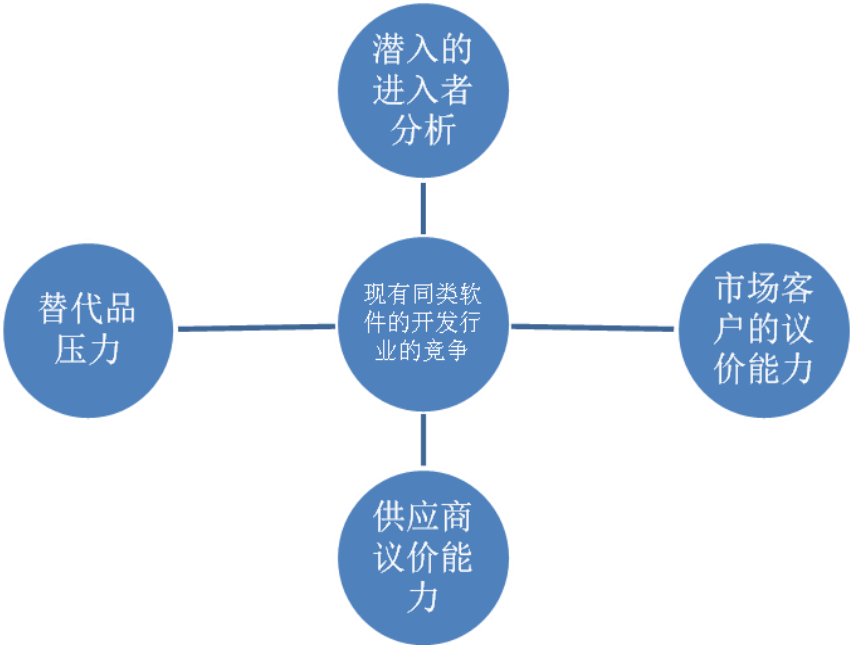 潜入的
进入者
分析
替代品
压力
现有同类软
件的开发行
业的竞争
市场客
户的议
价能力
供应商
议价能
力